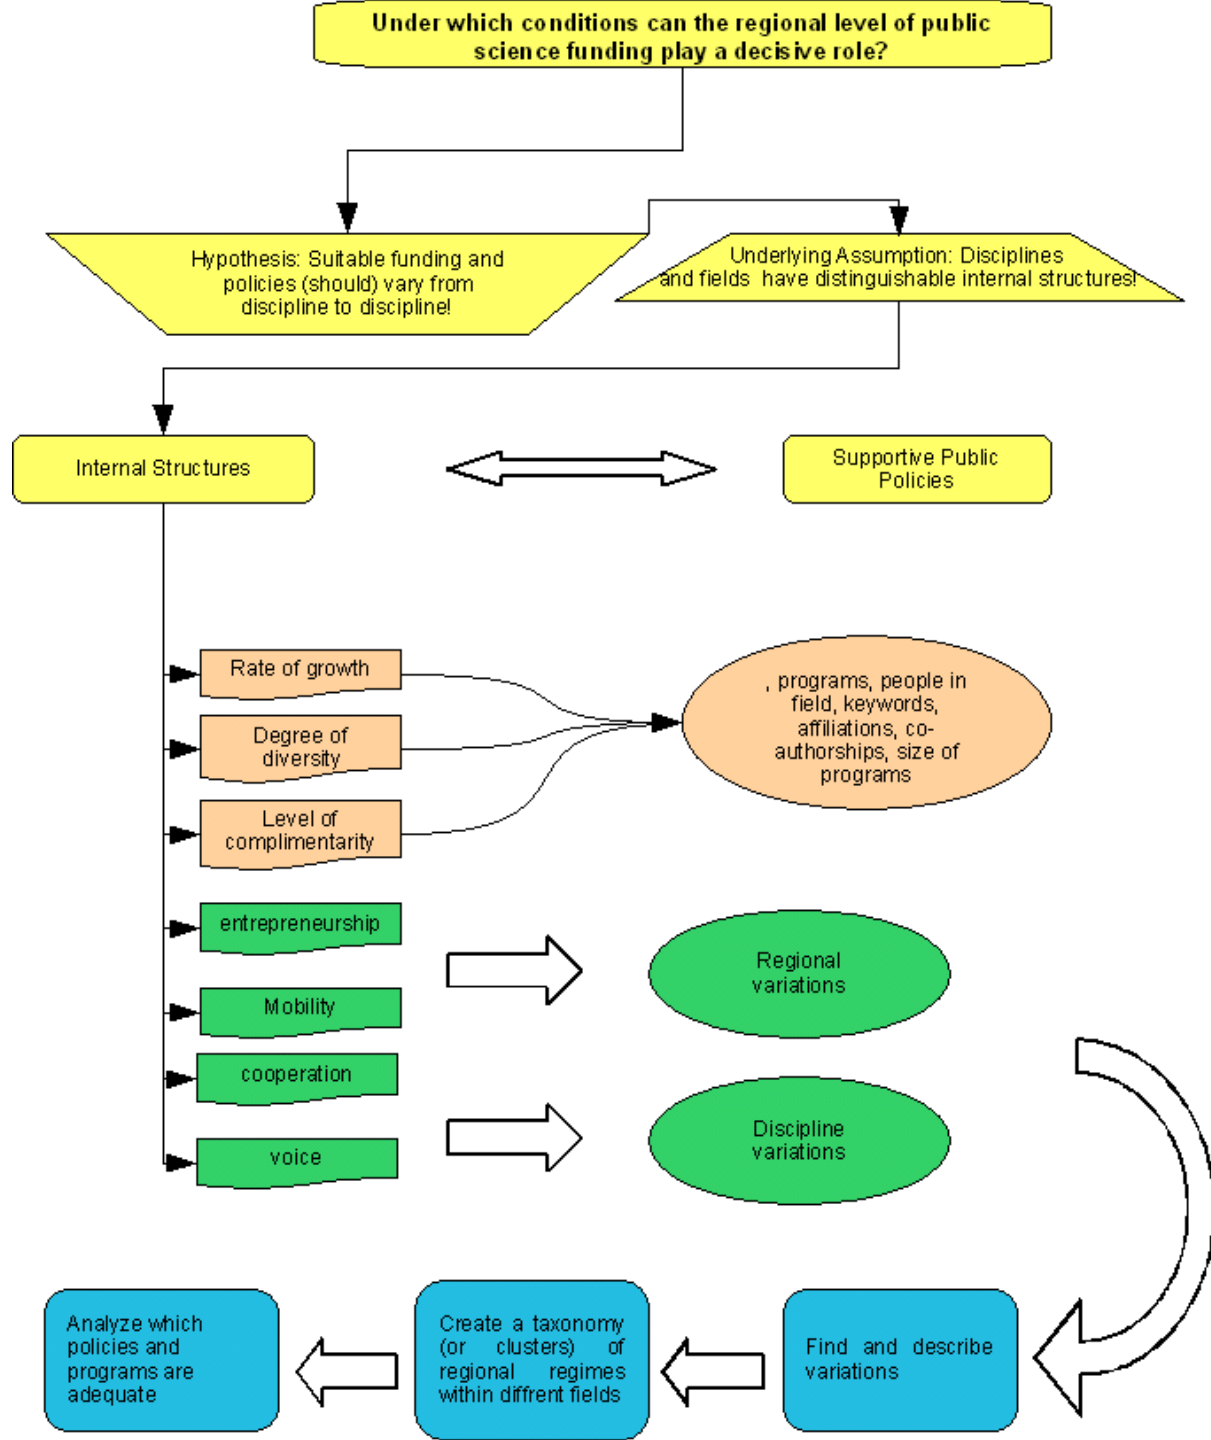 Under which conditions can the regional level of public
science funding play a decisive role?
Hypothesis: Suitable funding and
policies (should) vary from
discipline to discipline!
Underlying Assumption: Disciplines
and fields have distinguishable internal structures!
Internal Structures
Supportive Public
Policies
Rate of growth
Degree of
diversity
Level of
complimentarity
, programs, people in
field, keywords,
affiliations, co-
authorships, size of
programs
entrepreneurship
Mobility
cooperation
voice
Regional
variations
Discipline
variations
Analyze which
policies and
programs are
adequate
Create a taxonomy
(or clusters) of
regional regimes
within diffrent fields
Find and describe
variations